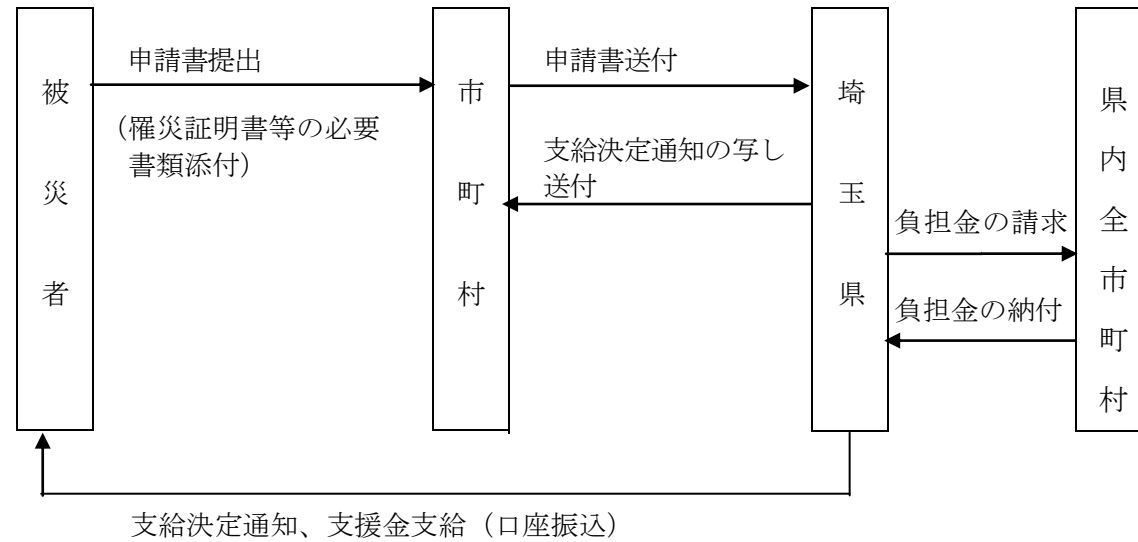 被災者
申請書提出
(罹災証明書等の必要
書類添付)
市町村
申請書送付
支給決定通知の写し
送付
埼玉県
負担金の請求
負担金の納付
県内全市町村
支給決定通知、支援金支給(口座振込)